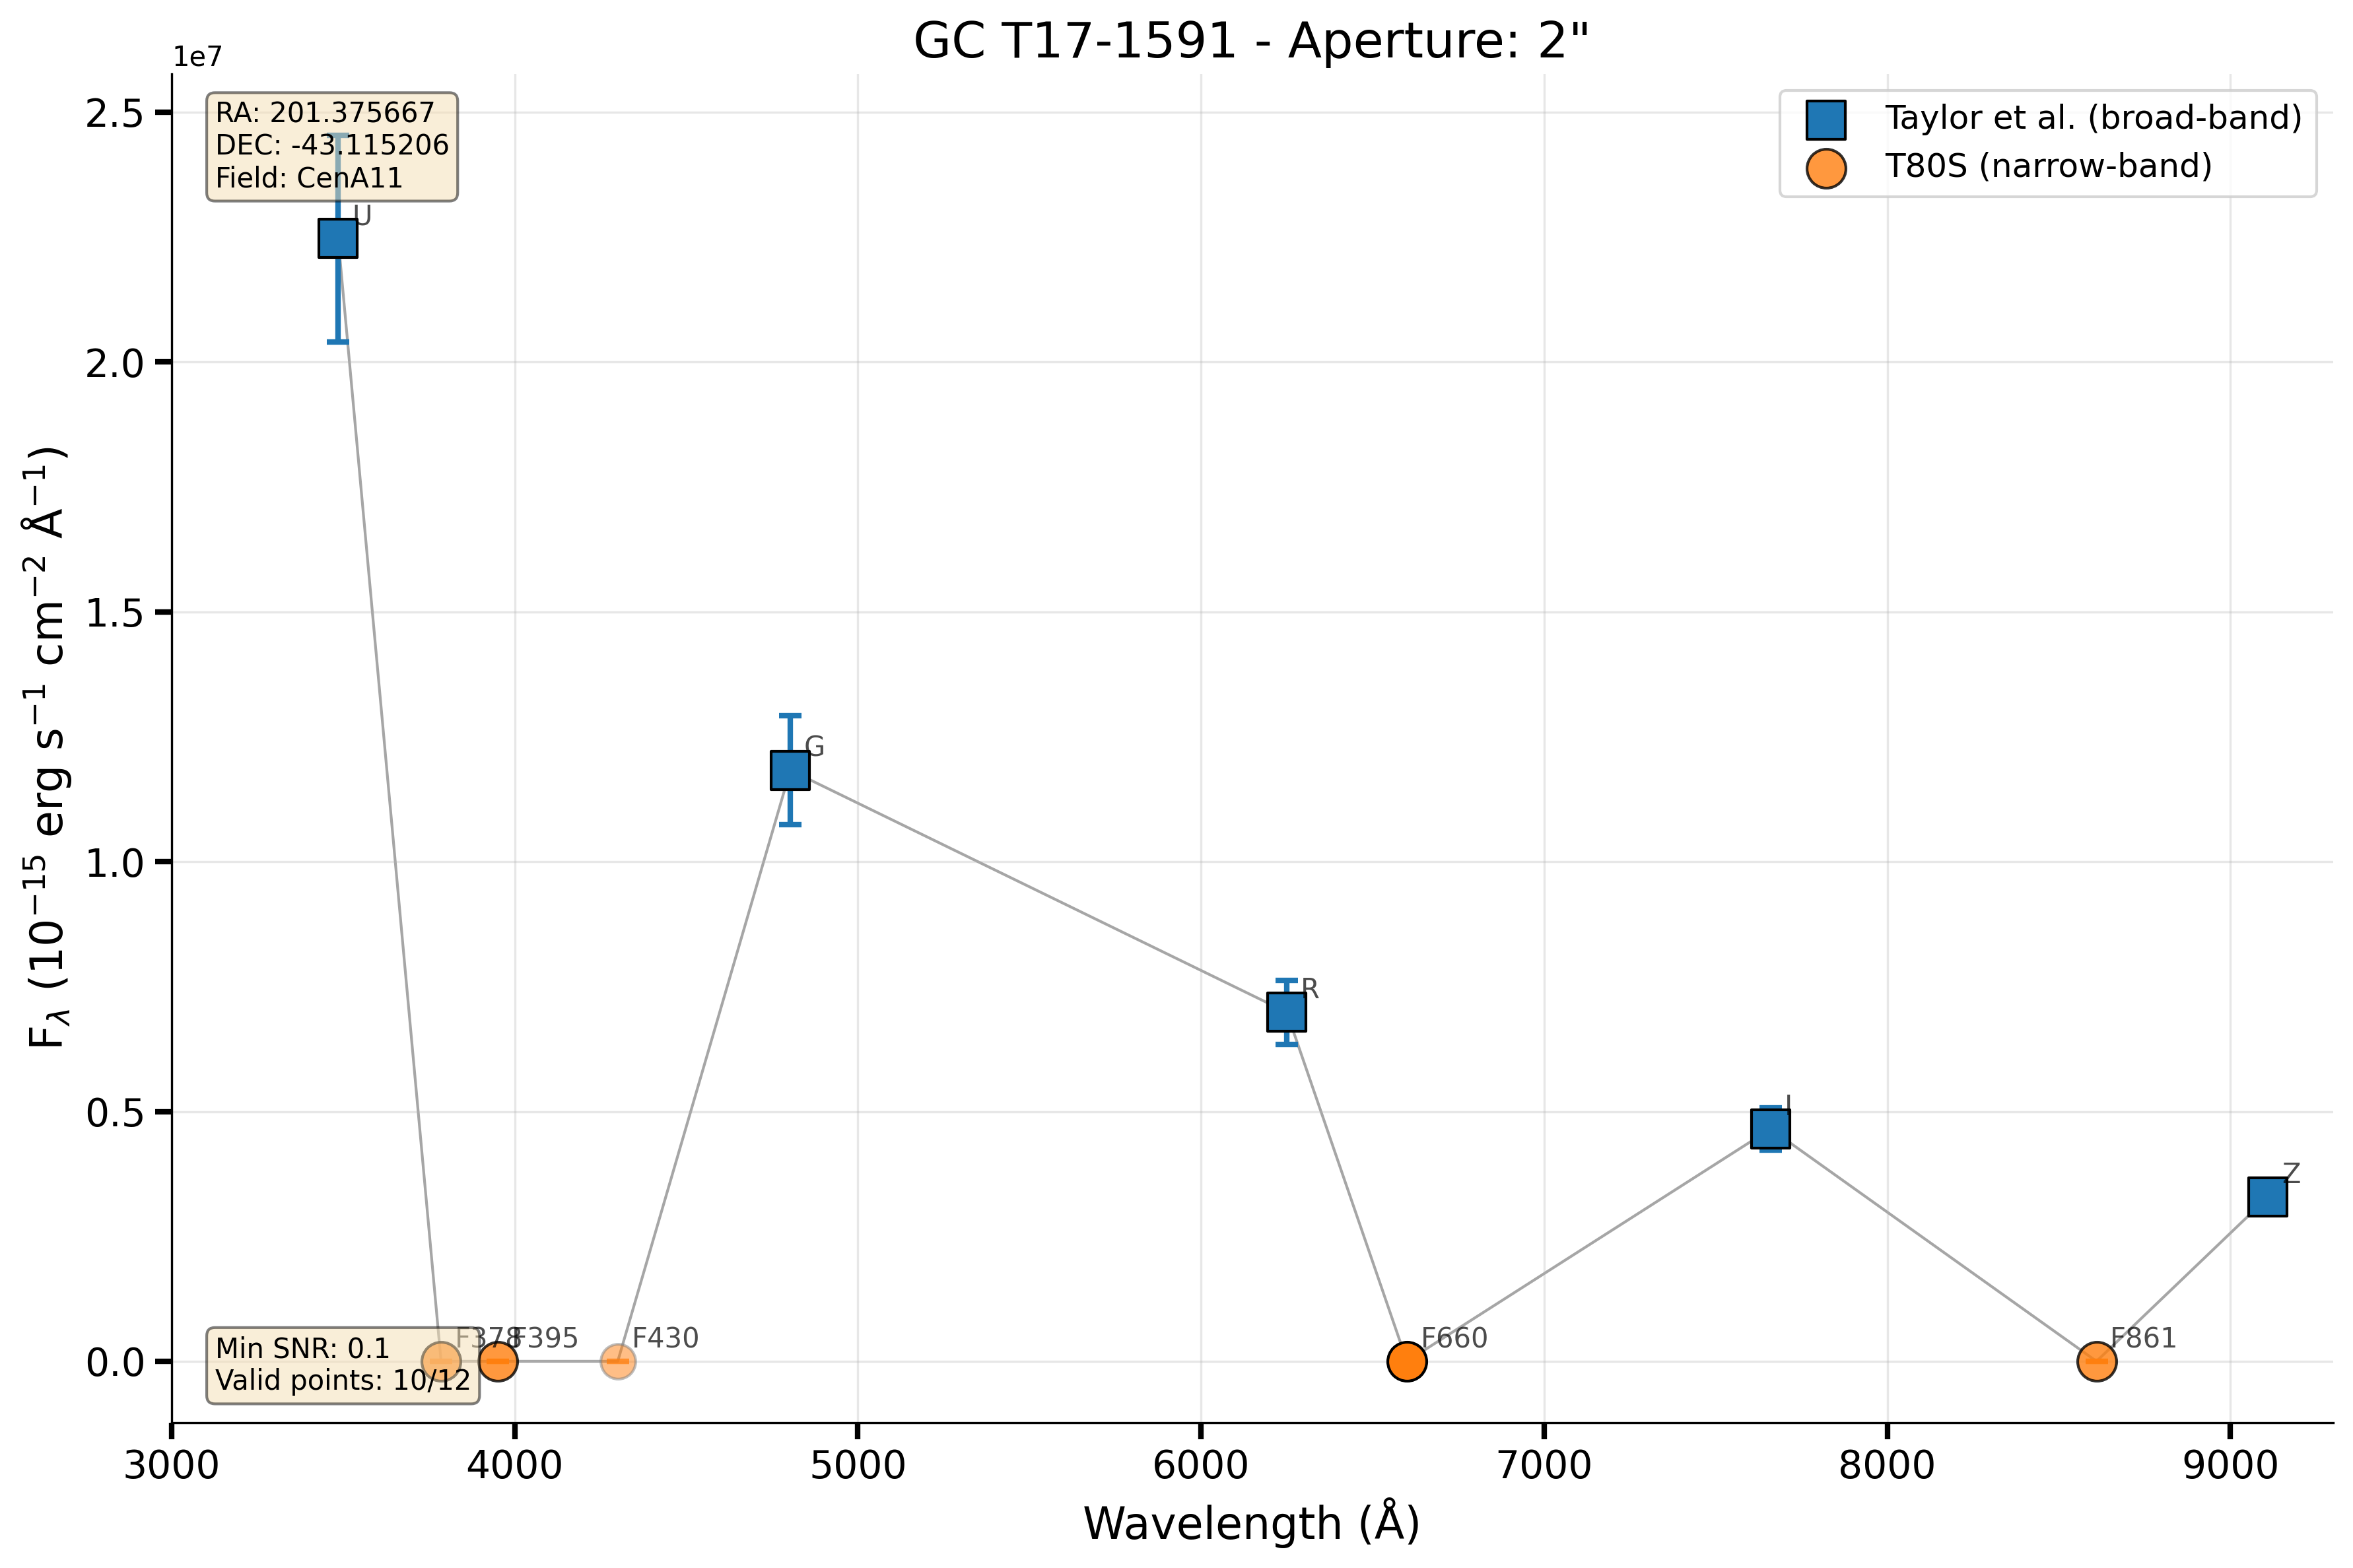 GC T17-1591 - Aperture: 2"
1e7
RA: 201.375667
DEC: -43.115206
Field: CenA11
Taylor et al. (broad-band)
T80S (narrow-band)
2.5
2.0
1.5
1.0
0.5
0.0
F_λ (10⁻¹⁵ erg s⁻¹ cm⁻² Å⁻¹)
U
G
R
I
Z
F378
F395
F430
F660
F861
Min SNR: 0.1
Valid points: 10/12
3000
4000
5000
6000
7000
8000
9000
Wavelength (Å)